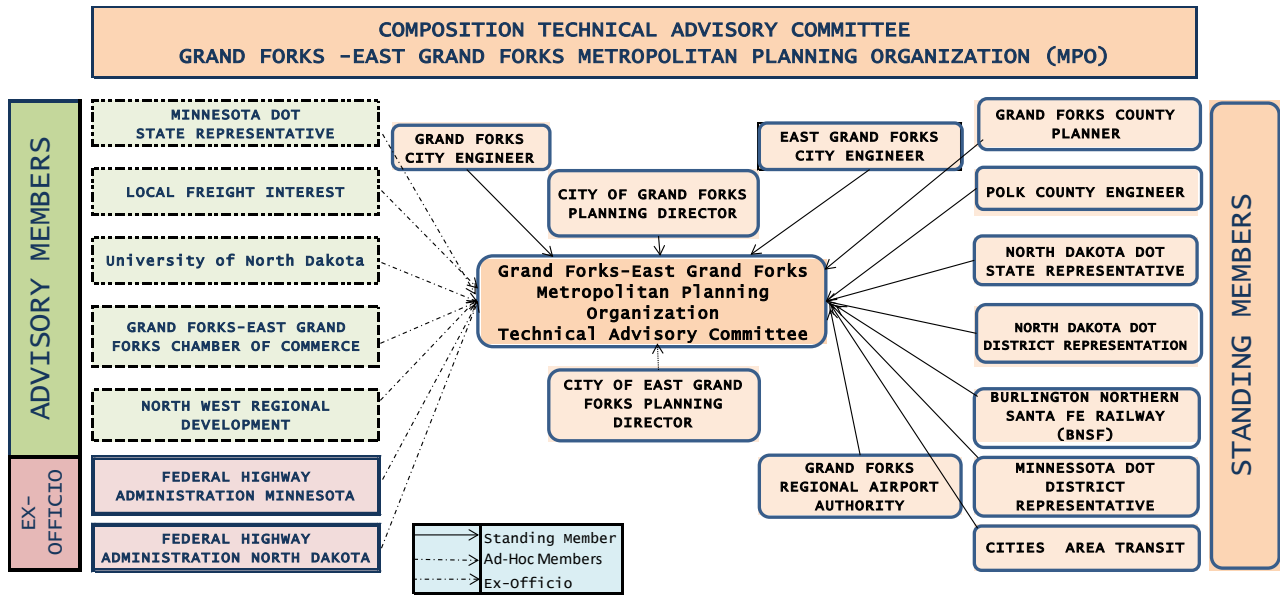 COMPOSITION TECHNICAL ADVISORY COMMITTEE
GRAND FORKS -EAST GRAND FORKS METROPOLITAN PLANNING ORGANIZATION (MPO)
ADVISORY MEMBERS
EX-
OFFICIO
MINNESOTA DOT
STATE REPRESENTATIVE
LOCAL FREIGHT INTEREST
University of North Dakota
GRAND FORKS-EAST GRAND
FORKS CHAMBER OF COMMERCE
NORTH WEST REGIONAL
DEVELOPMENT
FEDERAL HIGHWAY
ADMINISTRATION MINNESOTA
FEDERAL HIGHWAY
ADMINISTRATION NORTH DAKOTA
GRAND FORKS
CITY ENGINEER
CITY OF GRAND FORKS
PLANNING DIRECTOR
EAST GRAND FORKS
CITY ENGINEER
Grand Forks-East Grand Forks
Metropolitan Planning
Organization
Technical Advisory Committee
CITY OF EAST GRAND
FORKS PLANNING
DIRECTOR
GRAND FORKS
REGIONAL AIRPORT
AUTHORITY
Standing Member
Ad-Hoc Members
Ex-Officio
GRAND FORKS COUNTY
PLANNER
POLK COUNTY ENGINEER
NORTH DAKOTA DOT
STATE REPRESENTATIVE
NORTH DAKOTA DOT
DISTRICT REPRESENTATION
BURLINGTON NORTHERN
SANTA FE RAILWAY
(BNSF)
MINNESSOTA DOT
DISTRICT
REPRESENTATIVE
CITIES  AREA TRANSIT
STANDING MEMBERS